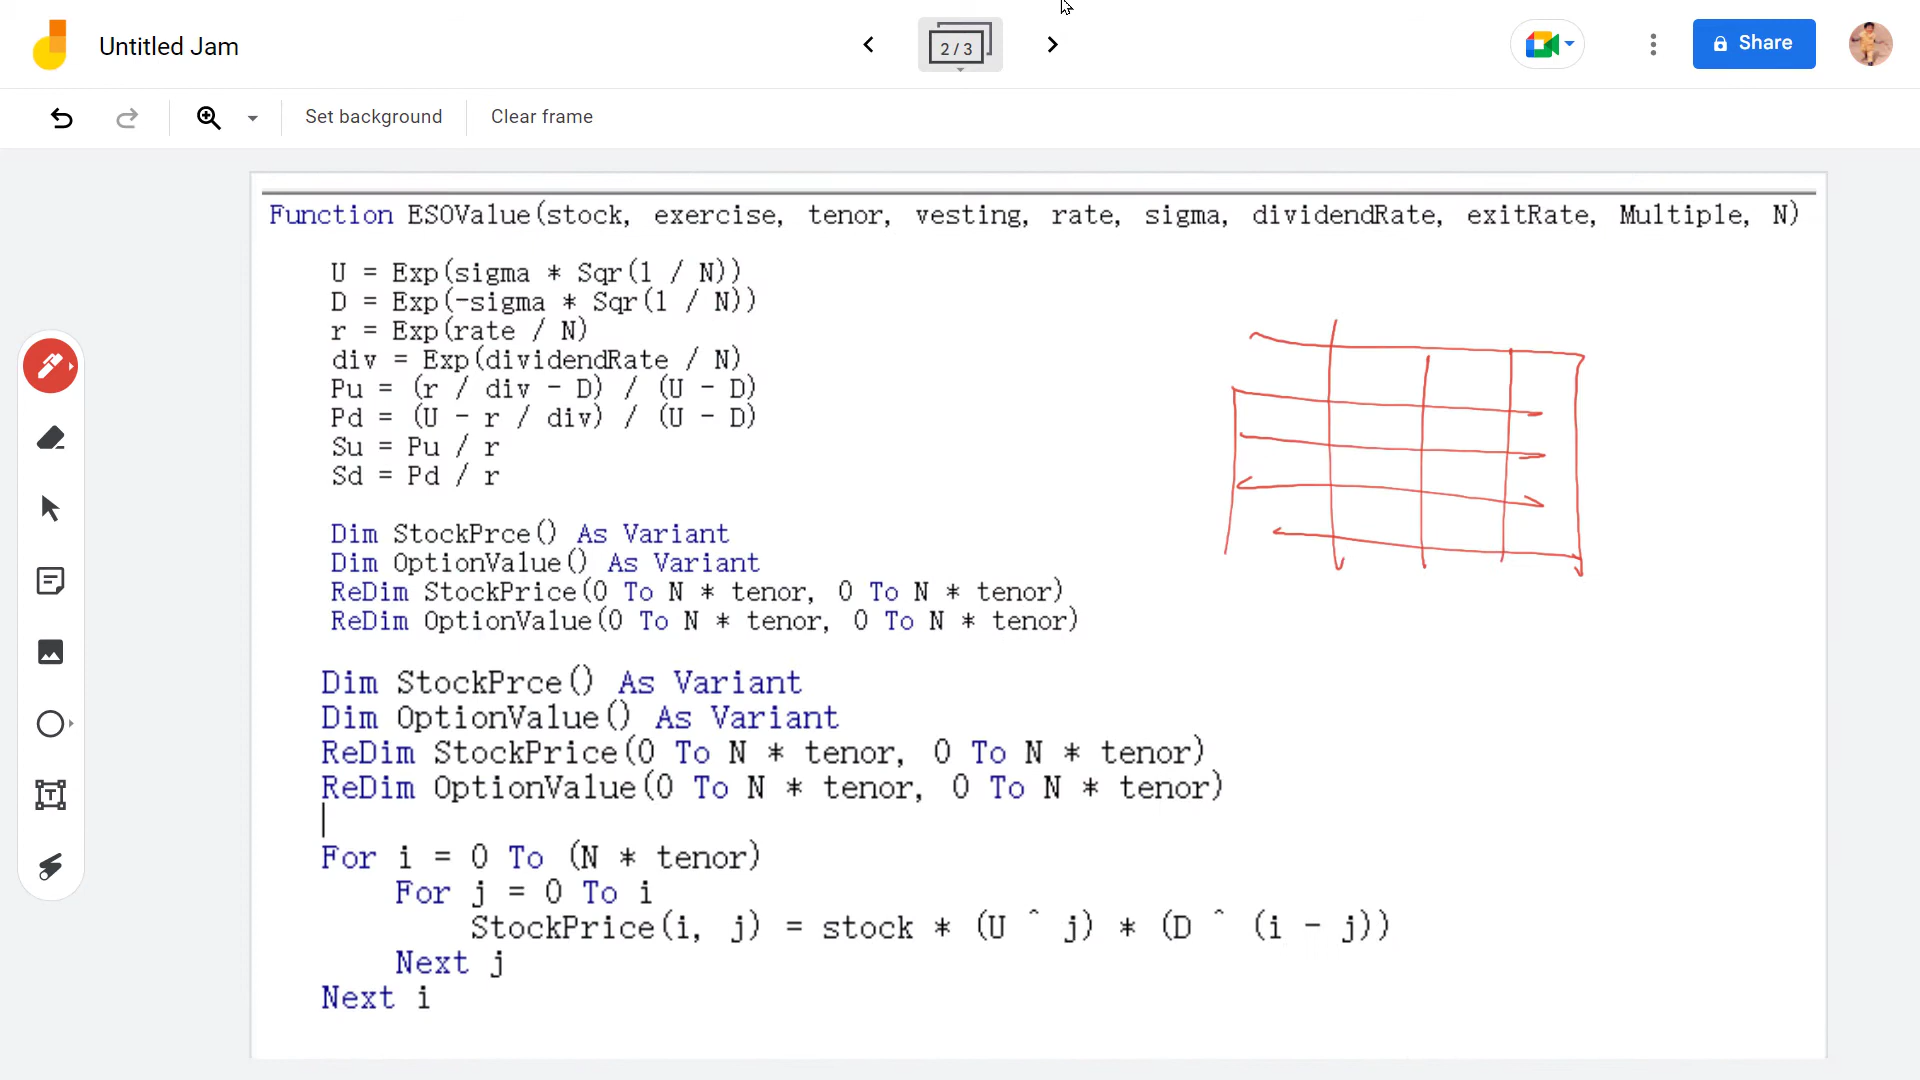 Untitled Jam
2 / 3
Share
Set background
Clear frame
Function ESOValue(stock, exercise, tenor, vesting, rate, sigma, dividendRate, exitRate, Multiple, N)
U = Exp(sigma * Sqr(1 / N))
D = Exp(-sigma * Sqr(1 / N))
r = Exp(rate / N)
div = Exp(dividendRate / N)
Pu = (r / div - D) / (U - D)
Pd = (U - r / div) / (U - D)
Su = Pu / r
Sd = Pd / r
Dim StockPrce() As Variant
Dim OptionValue() As Variant
ReDim StockPrice(0 To N * tenor, 0 To N * tenor)
ReDim OptionValue(0 To N * tenor, 0 To N * tenor)
Dim StockPrce() As Variant
Dim OptionValue() As Variant
ReDim StockPrice(0 To N * tenor, 0 To N * tenor)
ReDim OptionValue(0 To N * tenor, 0 To N * tenor)
For i = 0 To (N * tenor)
For j = 0 To i
StockPrice(i, j) = stock * (U ^ j) * (D ^ (i - j))
Next j
Next i